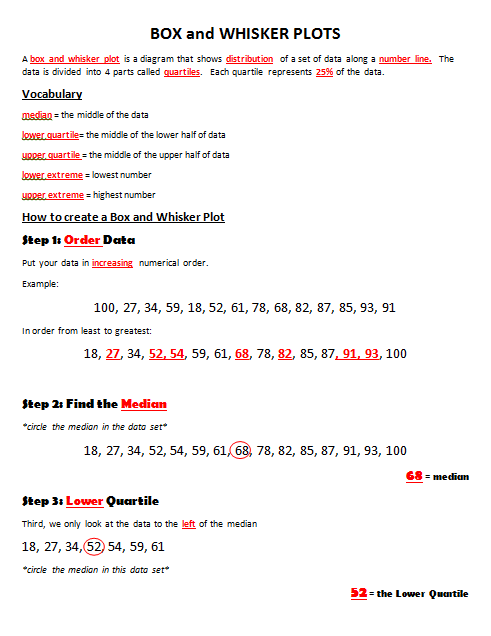 BOX and WHISKER PLOTS
A box and whisker plot is a diagram that shows distribution of a set of data along a number line. The
data is divided into 4 parts called quartiles. Each quartile represents 25% of the data.
Vocabulary
median = the middle of the data
lower quartile= the middle of the lower half of data
upper quartile = the middle of the upper half of data
lower extreme = lowest number
upper extreme = highest number
How to create a Box and Whisker Plot
Step 1: Order Data
Put your data in increasing numerical order.
Example:
100, 27, 34, 59, 18, 52, 61, 78, 68, 82, 87, 85, 93, 91
In order from least to greatest:
18, 27, 34, 52, 54, 59, 61, 68, 78, 82, 85, 87, 91, 93, 100
Step 2: Find the Median
*circle the median in the data set*
18, 27, 34, 52, 54, 59, 61, 68, 78, 82, 85, 87, 91, 93, 100
68 = median
Step 3: Lower Quartile
Third, we only look at the data to the left of the median
18, 27, 34, 52, 54, 59, 61
*circle the median in this data set*
52 = the Lower Quartile